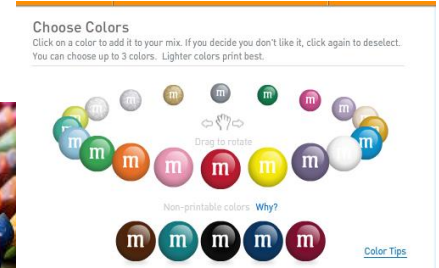 Choose Colors
Click on a color to add it to your mix. If you decide you don't like it, click again to deselect.
You can choose up to 3 colors.  Lighter colors print best.
m m m m m m m
m m m m m m m m m
Drag to rotate
Non-printable colors Why?
m m m m m
Color Tips